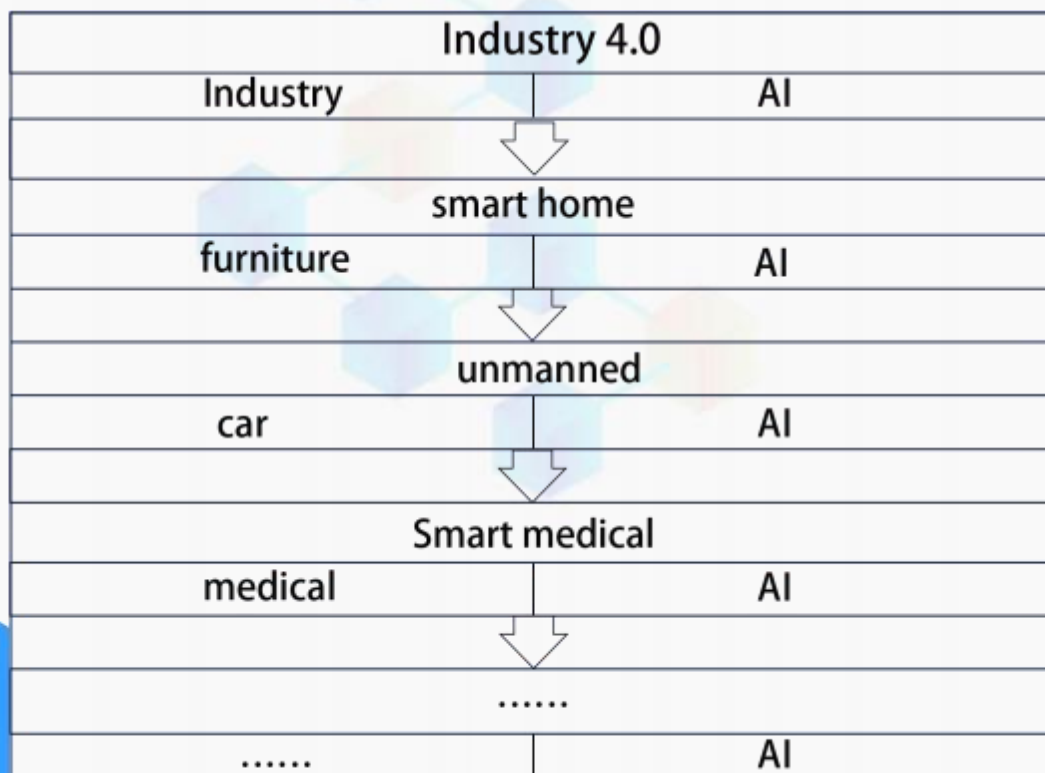 Industry 4.0
Industry AI
smart home
furniture AI
unmanned
car AI
Smart medical
medical AI
......
...... AI